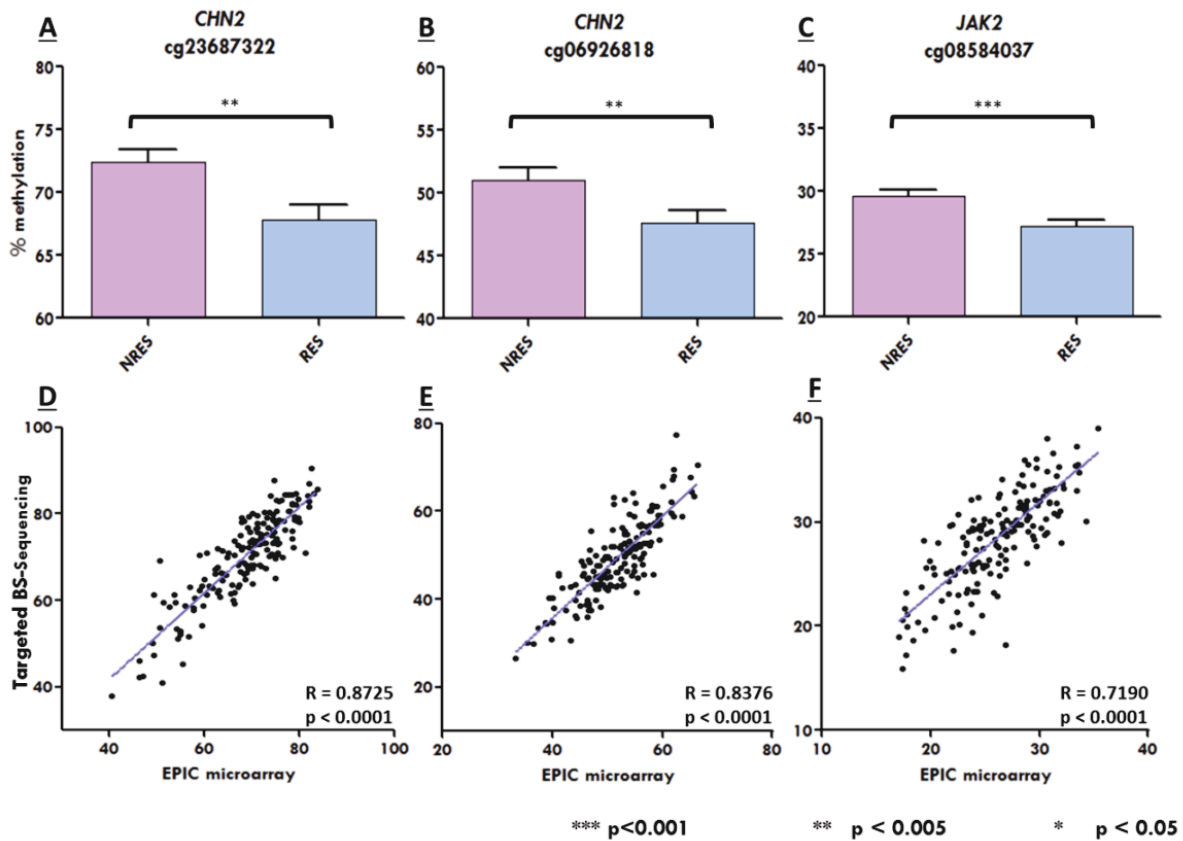 A
CHN2
cg23687322
% methylation
80
75
70
65
60
**
NRES
RES
B
CHN2
cg06926818
60
55
50
45
40
**
NRES
RES
C
JAK2
cg08584037
40
35
30
25
20
***
NRES
RES
D
Targeted BS-Sequencing
100
80
60
40
R = 0.8725
p < 0.0001
40 60 80 100
EPIC microarray
E
80
60
40
20
R = 0.8376
p < 0.0001
20 40 60 80
EPIC microarray
F
40
30
20
10
R = 0.7190
p < 0.0001
10 20 30 40
EPIC microarray
*** p<0.001 ** p < 0.005 * p < 0.05